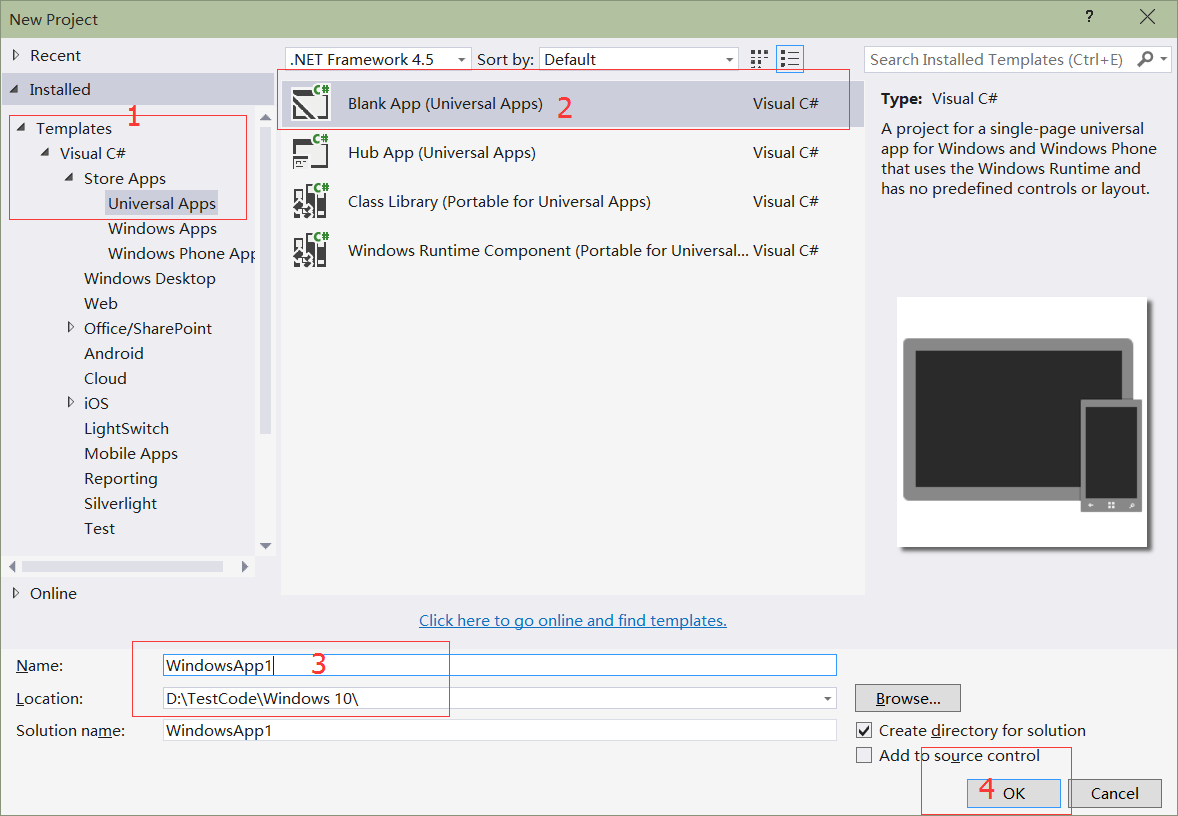 New Project
?
Recent
Installed
1
Templates
Visual C#
Store Apps
Universal Apps
Windows Apps
Windows Phone App
Windows Desktop
Web
Office/SharePoint
Android
Cloud
iOS
LightSwitch
Mobile Apps
Reporting
Silverlight
Test
Online
.NET Framework 4.5 Sort by: Default
C# Blank App (Universal Apps) 2 Visual C#
C# Hub App (Universal Apps) Visual C#
C# Class Library (Portable for Universal Apps) Visual C#
C# Windows Runtime Component (Portable for Universal... Visual C#
Click here to go online and find templates.
Search Installed Templates (Ctrl+E)
Type: Visual C#
A project for a single-page universal
app for Windows and Windows Phone
that uses the Windows Runtime and
has no predefined controls or layout.
Name: WindowsApp1 3
Location: D:\TestCode\Windows 10\ Browse...
Solution name: WindowsApp1
Create directory for solution
Add to source control
4 OK Cancel